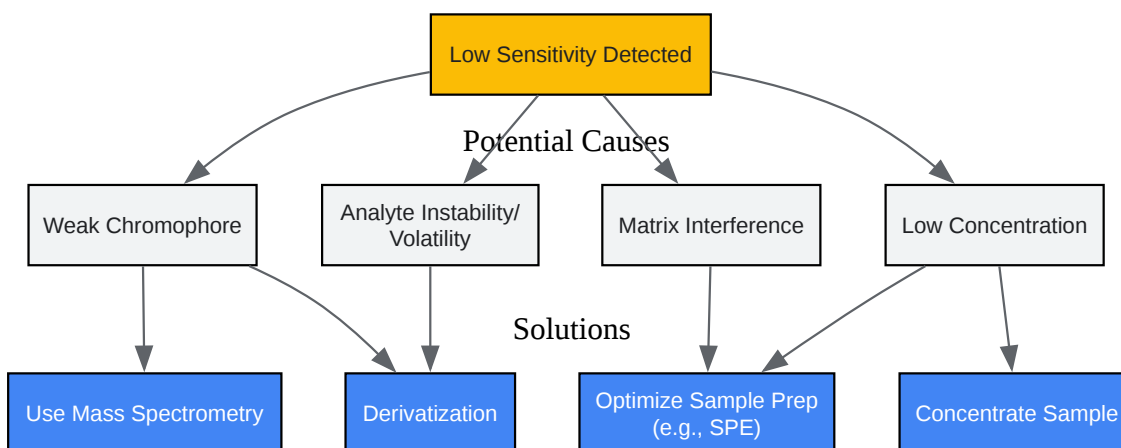 Low Sensitivity Detected
Potential Causes
Weak Chromophore
Analyte Instability/
Volatility
Matrix Interference
Low Concentration
Solutions
Use Mass Spectrometry
Derivatization
Optimize Sample Prep
(e.g., SPE)
Concentrate Sample